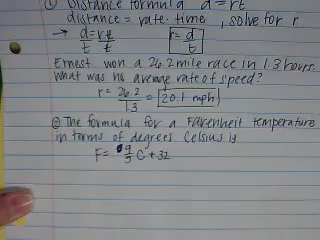 ① Distance formula d=rt
distance = rate · time, solve for r
→ d/t = rt/t r = d/t
Ernest won a 26.2 mile race in 1.3 hours.
What was his average rate of speed?
r = 26.2/1.3 = 20.1 mph
② The formula for a Farenheit temperature
in terms of degrees Celsius is
F = 9/5 C + 32